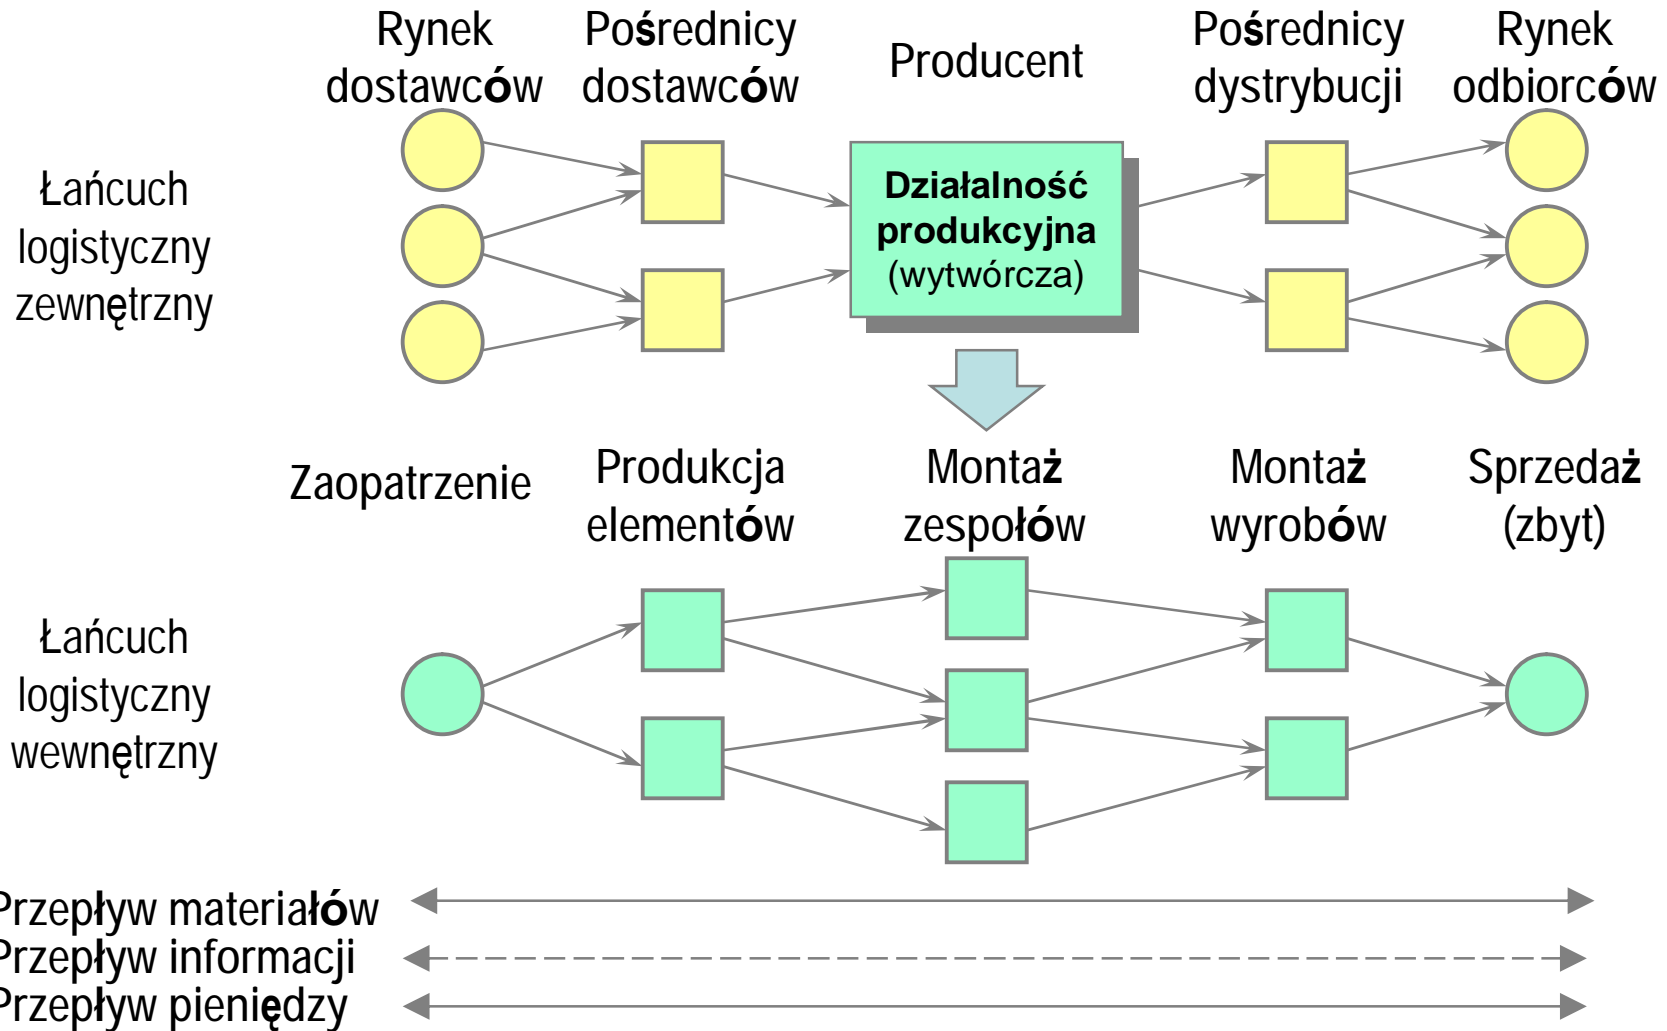 Rynek
dostawców
Pośrednicy
dostawców
Producent
Pośrednicy
dystrybucji
Rynek
odbiorców
Łańcuch
logistyczny
zewnętrzny
Działalność
produkcyjna
(wytwórcza)
Zaopatrzenie
Produkcja
elementów
Montaż
zespołów
Montaż
wyrobów
Sprzedaż
(zbyt)
Łańcuch
logistyczny
wewnętrzny
Przepływ materiałów
Przepływ informacji
Przepływ pieniędzy